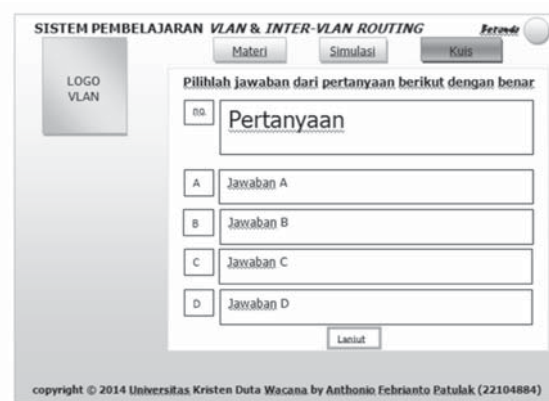 SISTEM PEMBELAJARAN VLAN & INTER-VLAN ROUTING
Beranda
Materi Simulasi Kuis
LOGO
VLAN
Pilihlah jawaban dari pertanyaan berikut dengan benar
no. Pertanyaan
A Jawaban A
B Jawaban B
C Jawaban C
D Jawaban D
Lanjut
copyright © 2014 Universitas Kristen Duta Wacana by Anthonio Febrianto Patulak (22104884)